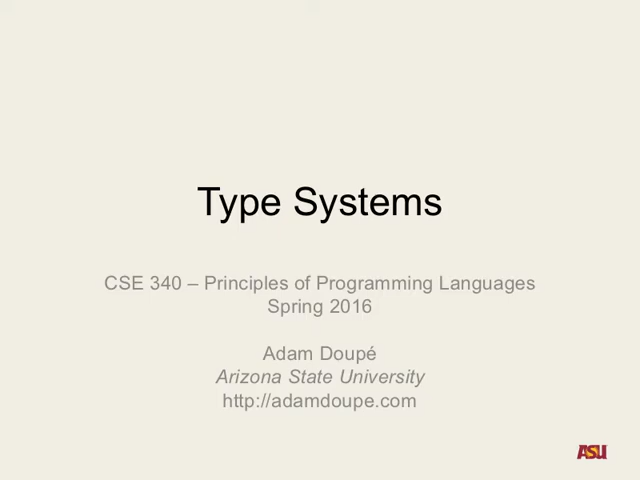 Type Systems
CSE 340 – Principles of Programming Languages
Spring 2016
Adam Doupé
Arizona State University
http://adamdoupe.com
ASU